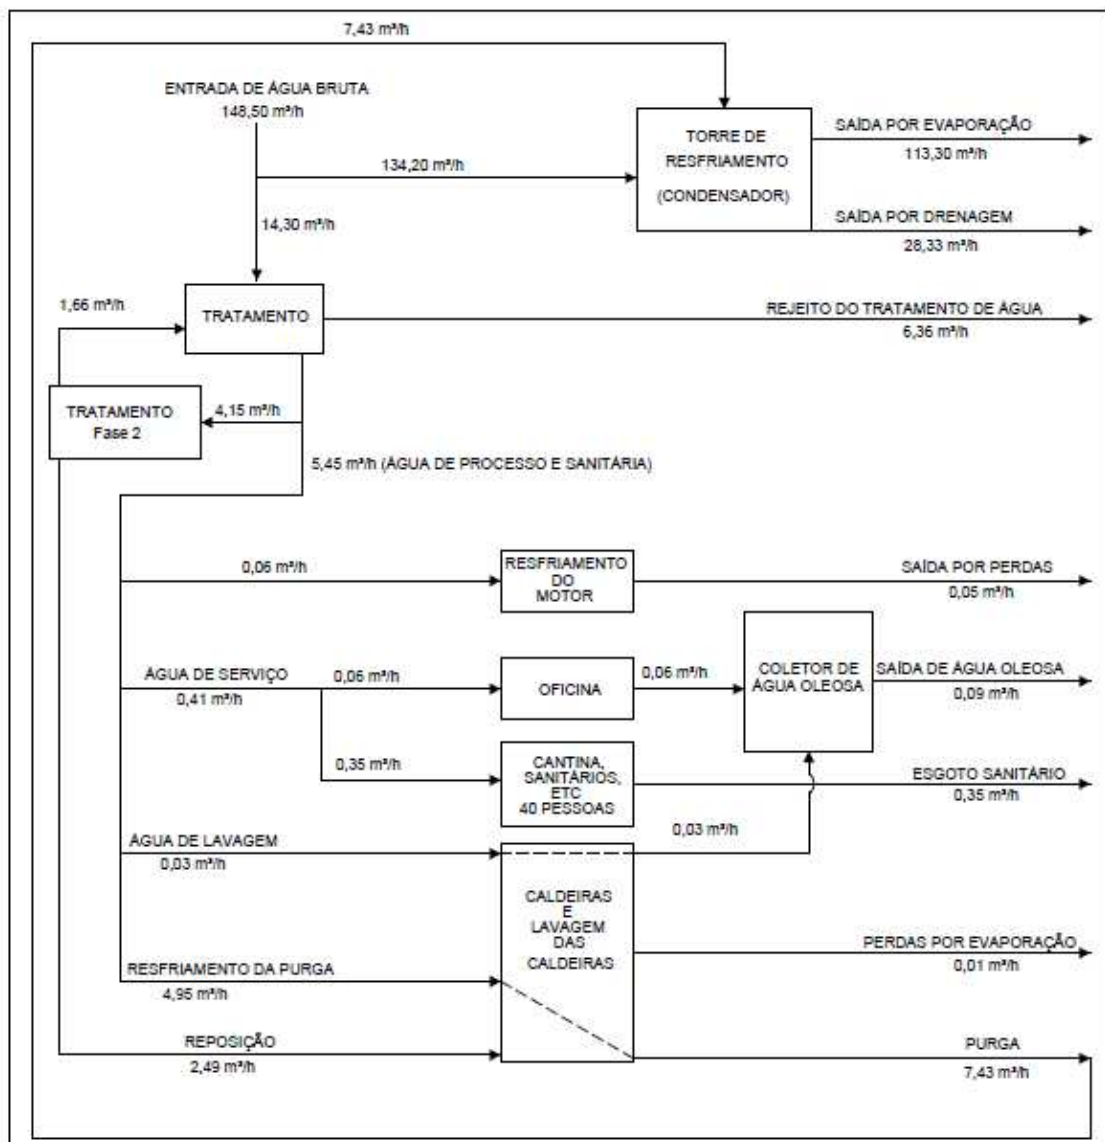 7,43 m³/h
ENTRADA DE ÁGUA BRUTA
148,50 m³/h
TORRE DE
RESFRIAMENTO
(CONDENSADOR)
SAÍDA POR EVAPORAÇÃO
113,30 m³/h
134,20 m³/h
14,30 m³/h
SAÍDA POR DRENAGEM
28,33 m³/h
1,66 m³/h
TRATAMENTO
REJEITO DO TRATAMENTO DE ÁGUA
6,36 m³/h
TRATAMENTO
Fase 2
4,15 m³/h
5,45 m³/h (ÁGUA DE PROCESSO E SANITÁRIA)
0,06 m³/h
RESFRIAMENTO
DO
MOTOR
SAÍDA POR PERDAS
0,05 m³/h
ÁGUA DE SERVIÇO
0,41 m³/h
0,06 m³/h
OFICINA
0,06 m³/h
COLETOR DE
ÁGUA OLEOSA
SAÍDA DE ÁGUA OLEOSA
0,09 m³/h
0,35 m³/h
CANTINA,
SANITÁRIOS,
ETC
40 PESSOAS
ESGOTO SANITÁRIO
0,35 m³/h
ÁGUA DE LAVAGEM
0,03 m³/h
0,03 m³/h
CALDEIRAS
E
LAVAGEM
DAS
CALDEIRAS
PERDAS POR EVAPORAÇÃO
0,01 m³/h
RESFRIAMENTO DA PURGA
4,95 m³/h
REPOSIÇÃO
2,49 m³/h
PURGA
7,43 m³/h